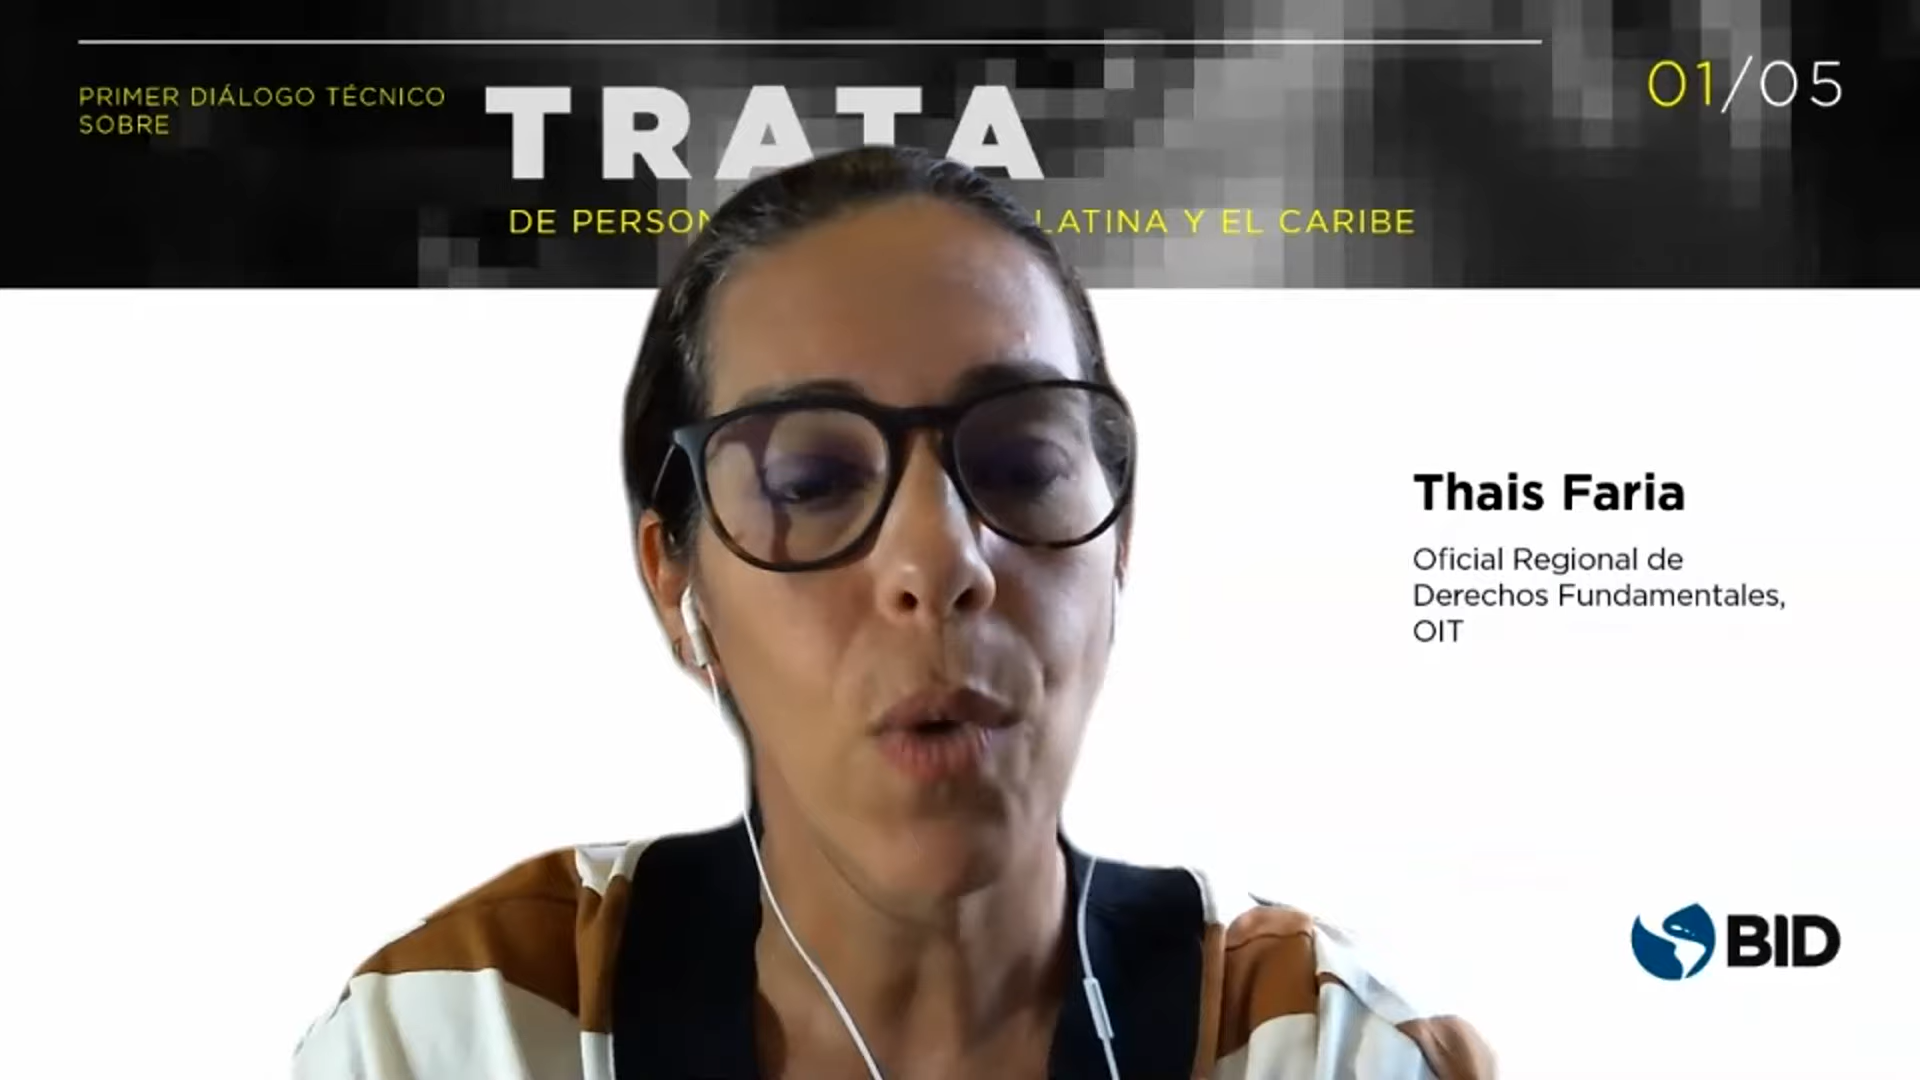 PRIMER DIÁLOGO TÉCNICO
SOBRE
TRATA
DE LATINA Y EL CARIBE
01/05
Thais Faria
Oficial Regional de
Derechos Fundamentales,
OIT
BID